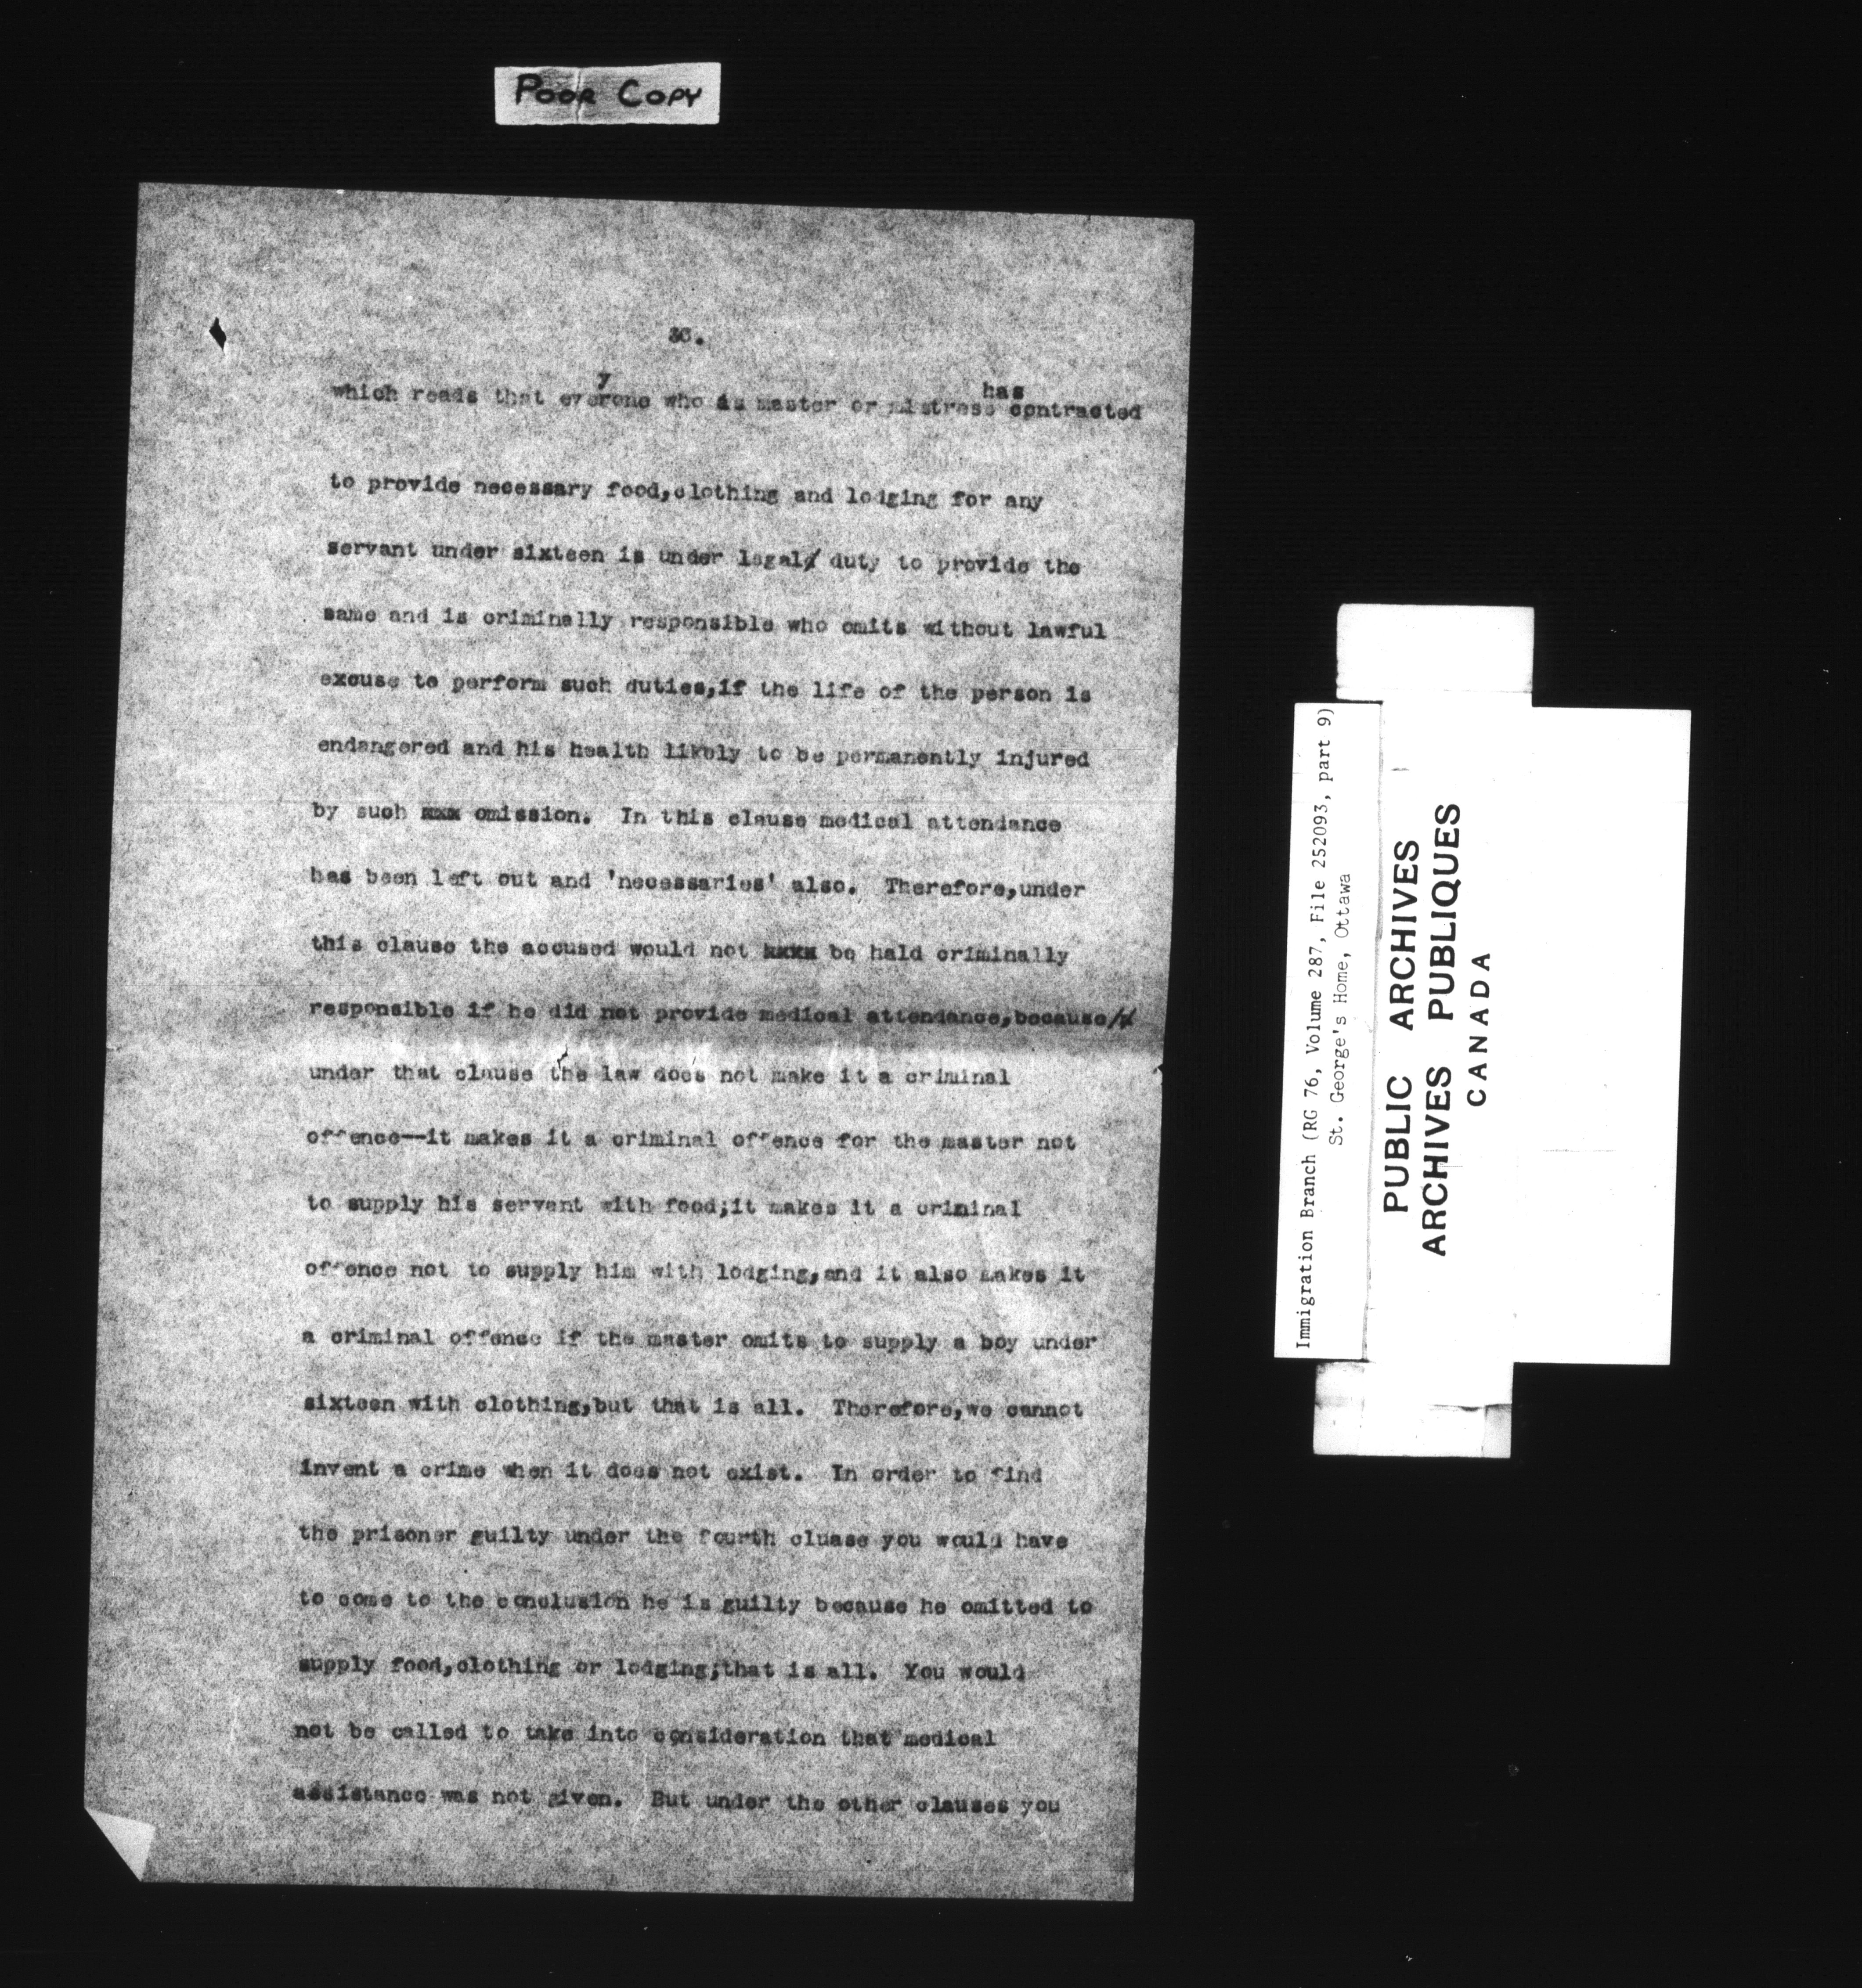 POOR COPY
which reads that everyone who is master or mistress has contracted
to provide necessary food,clothing and lodging for any
servant under sixteen is under legal duty to provide the
same and is criminally responsible who omits without lawful
excuse to perform such duties,if the life of the person is
endangered and his health likely to be permanently injured
by such xxx omission. In this clause medical attendance
has been left out and 'necessaries' also. Therefore,under
this clause the accused would not xxxx be hald criminally
responsible if he did not provide medical attendance,because
under that clause the law does not make it a criminal
offence--it makes it a criminal offence for the master not
to supply his servant with food;it makes it a criminal
offence not to supply him with lodging,and it also makes it
a criminal offense if the master omits to supply a boy under
sixteen with clothing,but that is all. Therefore,we cannot
invent a crime when it does not exist. In order to find
the prisoner guilty under the fourth cluase you would have
to come to the conclusion he is guilty because he omitted to
supply food,clothing or lodging;that is all. You would
not be called to take into consideration that medical
assistance was not given. But under the other clauses you
Immigration Branch (RG 76, Volume 287, File 252093, part 9)
St. George's Home, Ottawa
PUBLIC ARCHIVES
ARCHIVES PUBLIQUES
CANADA